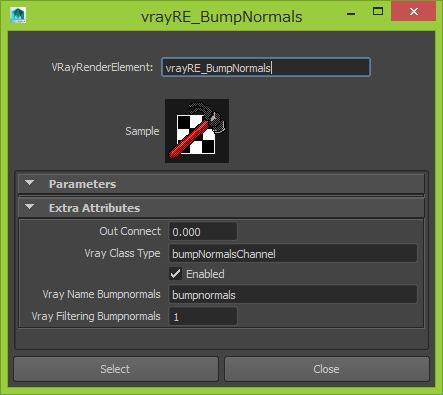 vrayRE_BumpNormals
VRayRenderElement: vrayRE_BumpNormals
Sample
Parameters
Extra Attributes
Out Connect 0.000
Vray Class Type bumpNormalsChannel
Enabled
Vray Name Bumpnormals bumpnormals
Vray Filtering Bumpnormals 1
Select Close